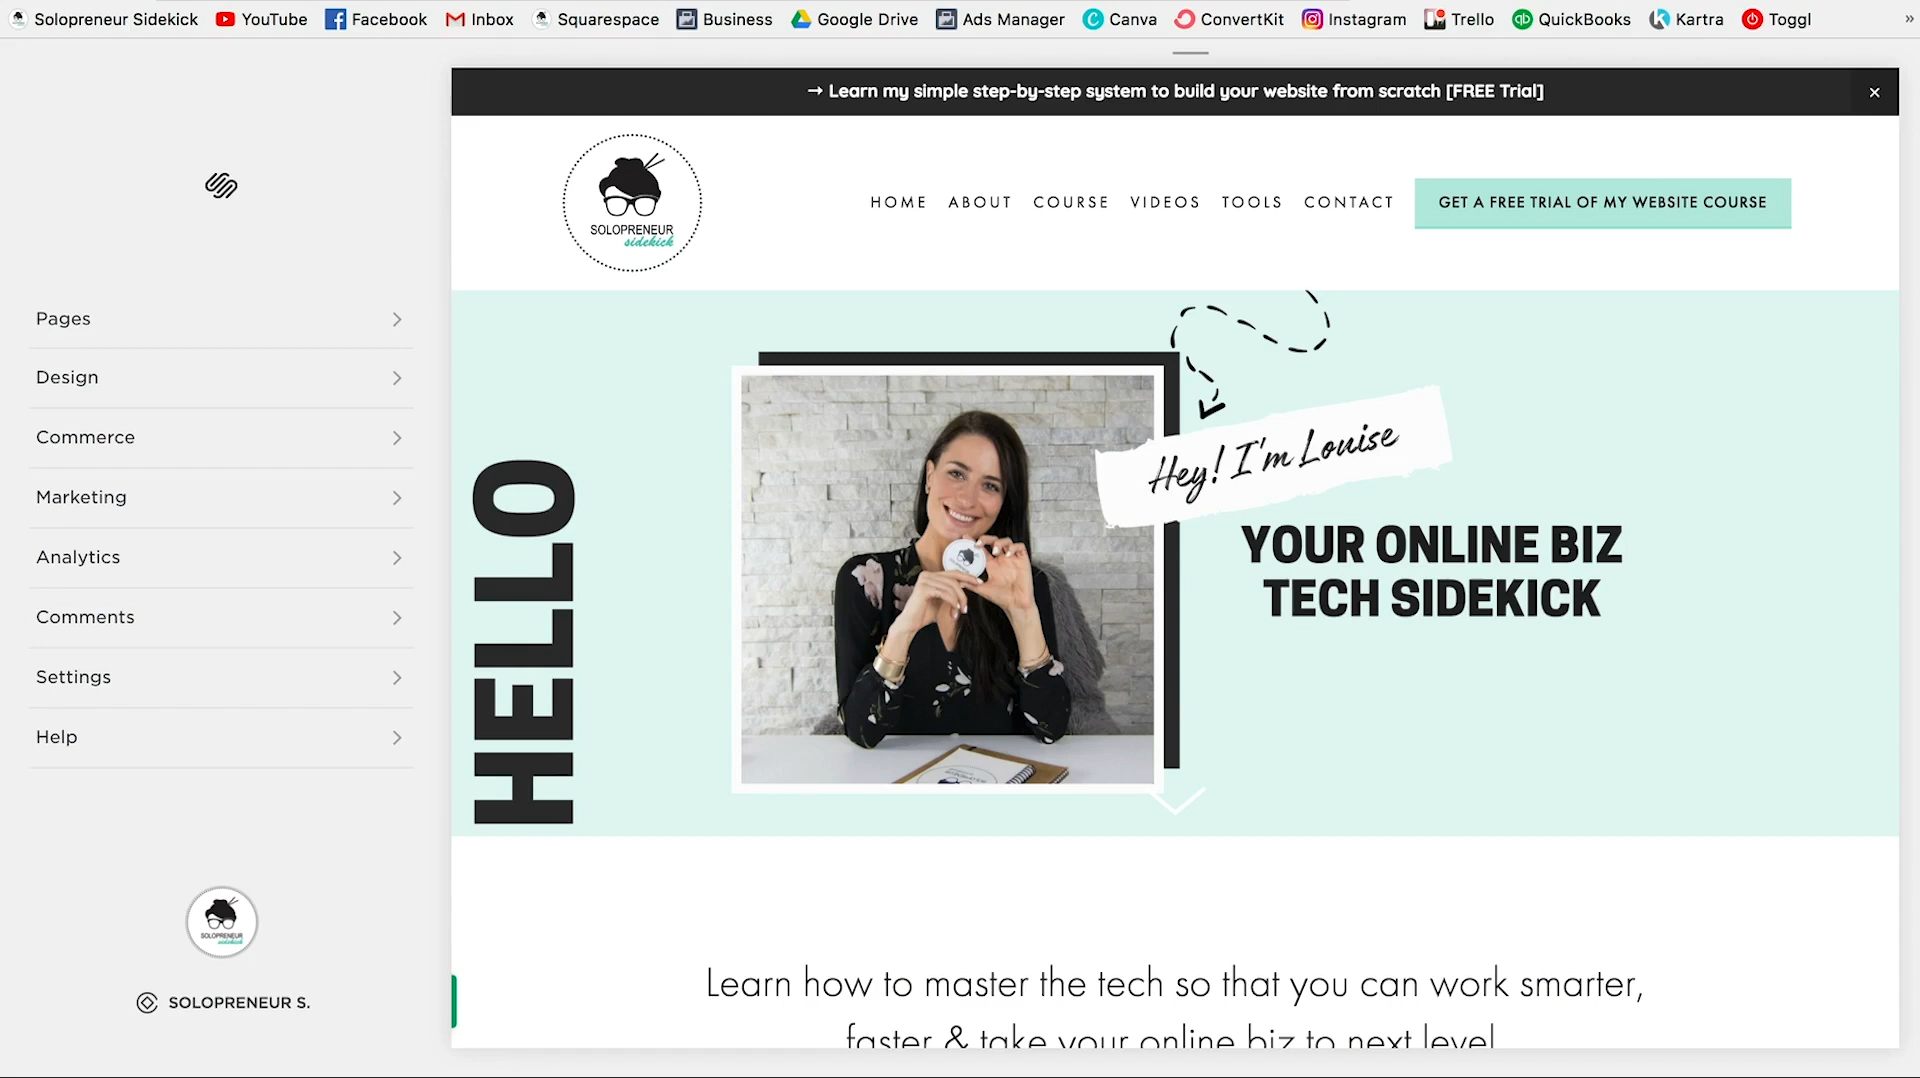 Solopreneur Sidekick YouTube Facebook Inbox Squarespace Business Google Drive Ads Manager Canva ConvertKit Instagram Trello QuickBooks Kartra Toggl »
→ Learn my simple step-by-step system to build your website from scratch [FREE Trial]
SOLOPRENEUR
sidekick
HOME ABOUT COURSE VIDEOS TOOLS CONTACT GET A FREE TRIAL OF MY WEBSITE COURSE
Pages
Design
Commerce
Marketing
Analytics
Comments
Settings
Help
SOLOPRENEUR
sidekick
SOLOPRENEUR S.
HELLO
Hey! I'm Louise
YOUR ONLINE BIZ
TECH SIDEKICK
Learn how to master the tech so that you can work smarter,
faster & take your online biz to next level